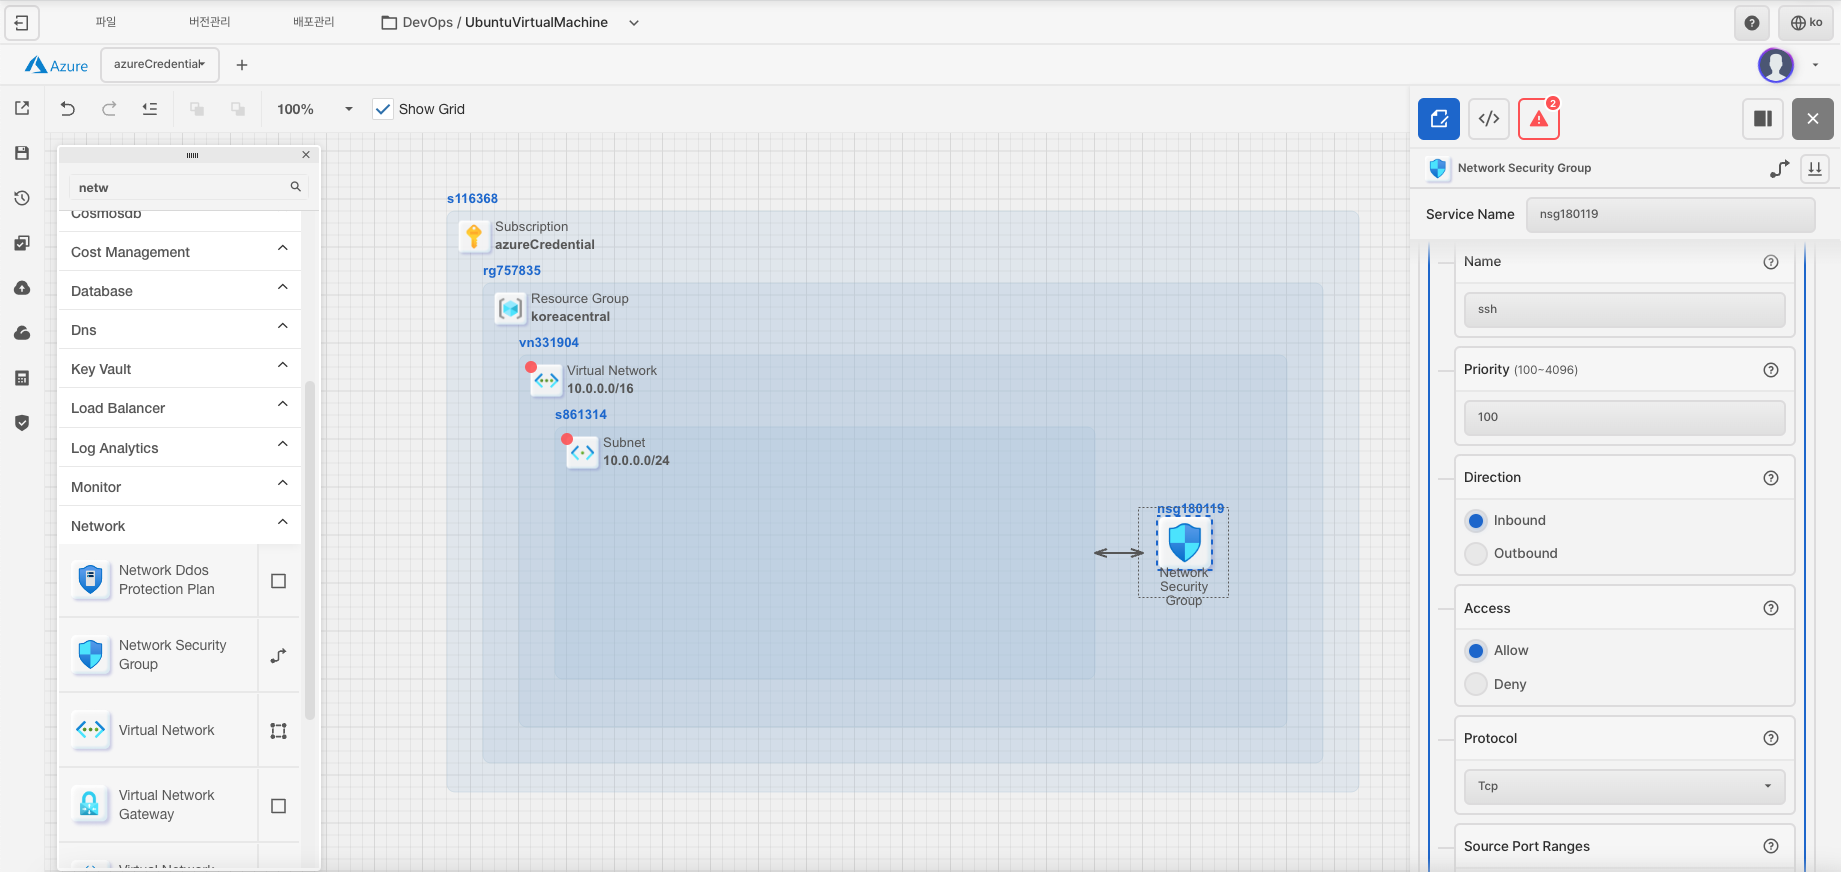 파일
버전관리
배포관리
DevOps / UbuntuVirtualMachine
ko
Azure
azureCredential
100%
Show Grid
2
netw
Cosmosdb
Cost Management
Database
Dns
Key Vault
Load Balancer
Log Analytics
Monitor
Network
Network Ddos
Protection Plan
Network Security
Group
Virtual Network
Virtual Network
Gateway
Virtual Network
s116368
Subscription
azureCredential
rg757835
Resource Group
koreacentral
vn331904
Virtual Network
10.0.0.0/16
s861314
Subnet
10.0.0.0/24
nsg180119
Network
Security
Group
Network Security Group
Service Name
nsg180119
Name
ssh
Priority (100~4096)
100
Direction
Inbound
Outbound
Access
Allow
Deny
Protocol
Tcp
Source Port Ranges